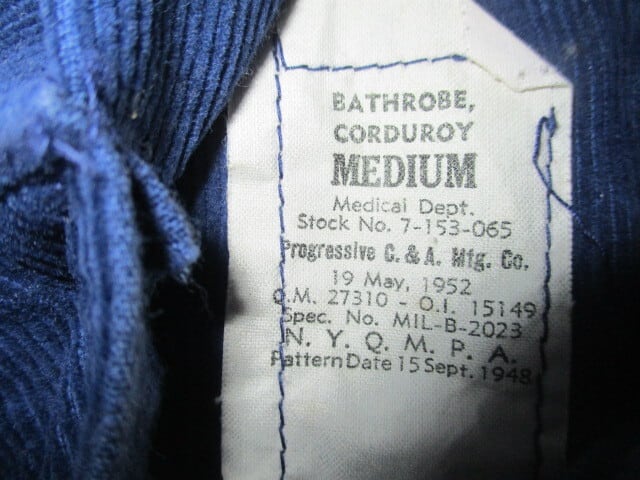 BATHROBE,
CORDUROY
MEDIUM
Medical Dept.
Stock No. 7-153-065
Progressive C. & A. Mfg. Co.
19 May, 1952
Q.M. 27310 - O.I. 15149
Spec. No. MIL-B-2023
N. Y. Q. M. P. A.
Pattern Date 15 Sept. 1948